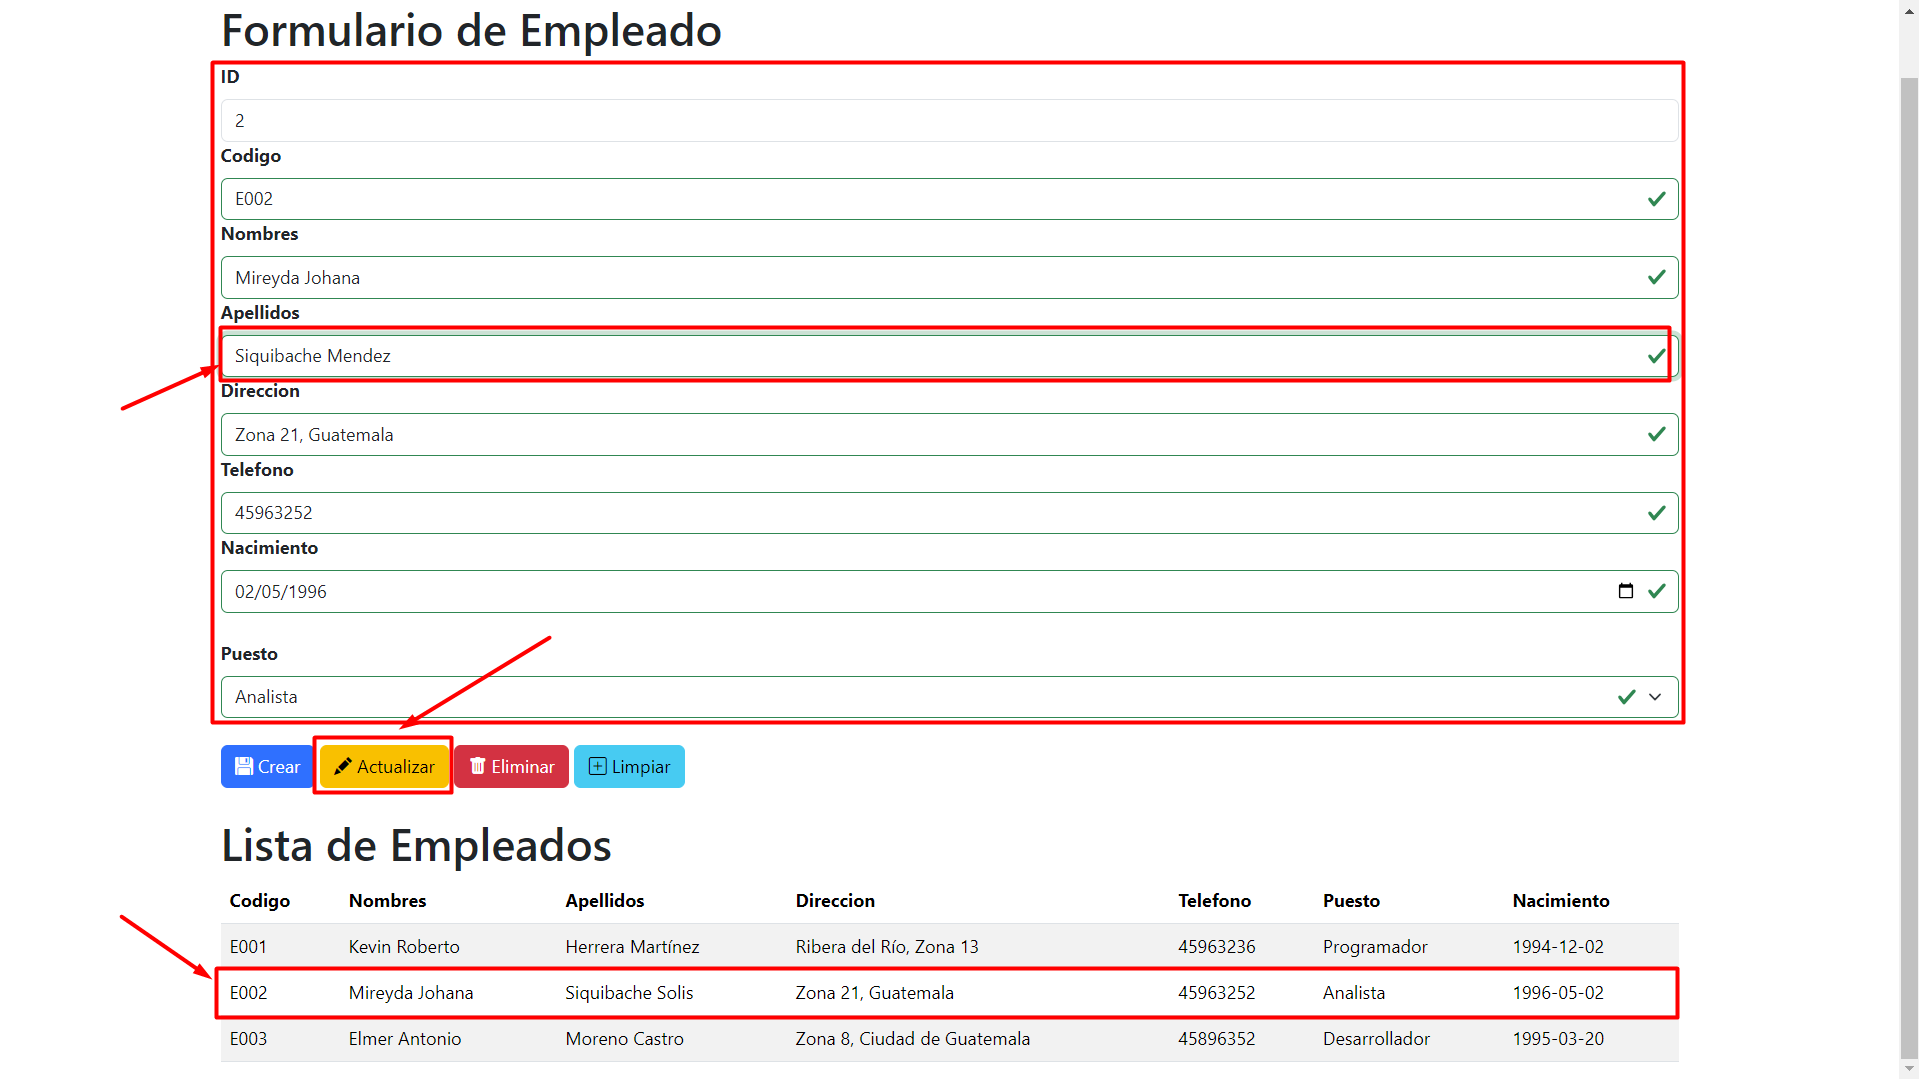 Formulario de Empleado
ID
2
Codigo
E002
Nombres
Mireyda Johana
Apellidos
Siquibache Mendez
Direccion
Zona 21, Guatemala
Telefono
45963252
Nacimiento
02/05/1996
Puesto
Analista
Crear Actualizar Eliminar Limpiar
Lista de Empleados
Codigo Nombres Apellidos Direccion Telefono Puesto Nacimiento
E001 Kevin Roberto Herrera Martínez Ribera del Río, Zona 13 45963236 Programador 1994-12-02
E002 Mireyda Johana Siquibache Solis Zona 21, Guatemala 45963252 Analista 1996-05-02
E003 Elmer Antonio Moreno Castro Zona 8, Ciudad de Guatemala 45896352 Desarrollador 1995-03-20